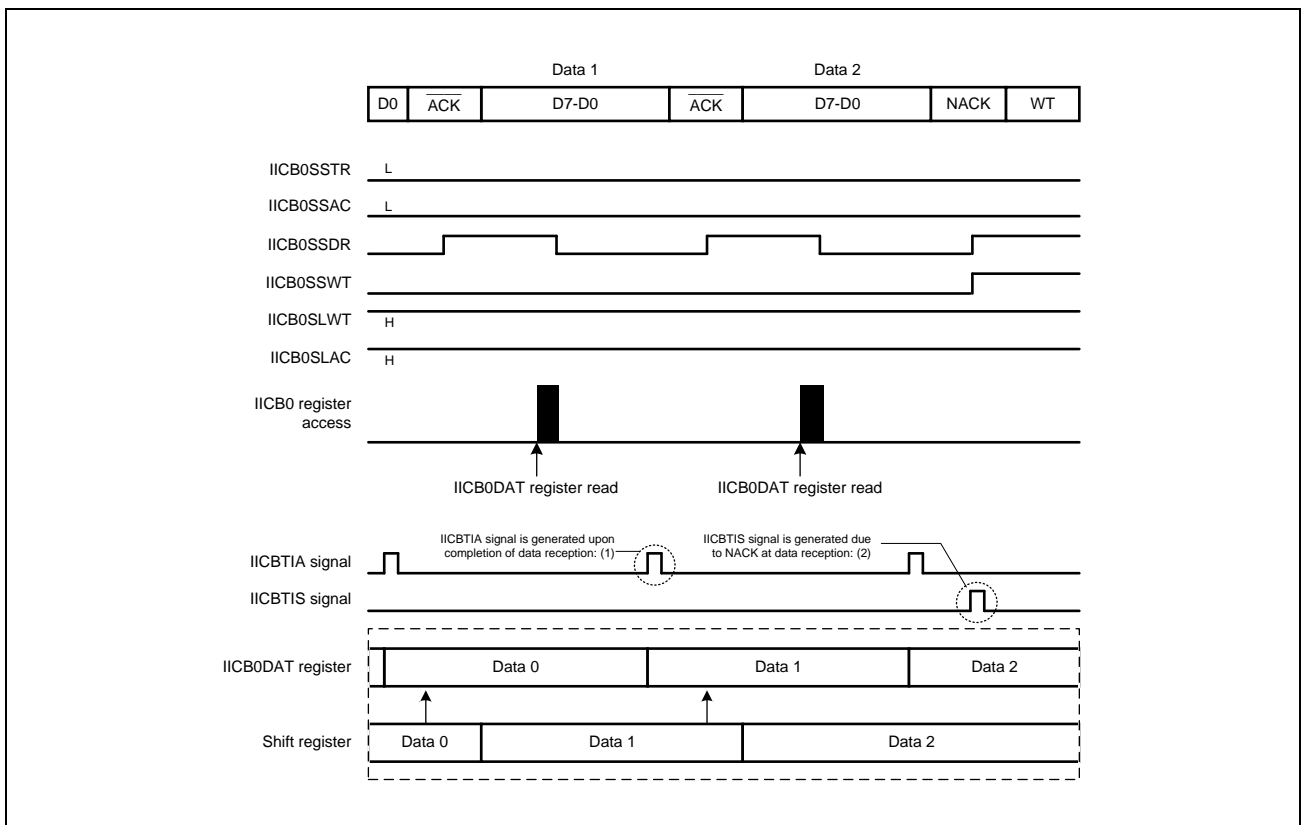 Data 1 Data 2
D0 ACK D7-D0 ACK D7-D0 NACK WT
IICB0SSTR L
IICB0SSAC L
IICB0SSDR
IICB0SSWT
IICB0SLWT H
IICB0SLAC H
IICB0 register
access
IICB0DAT register read IICB0DAT register read
IICBTIA signal is generated upon
completion of data reception: (1)
IICBTIS signal is generated due
to NACK at data reception: (2)
IICBTIA signal
IICBTIS signal
IICB0DAT register Data 0 Data 1 Data 2
Shift register Data 0 Data 1 Data 2